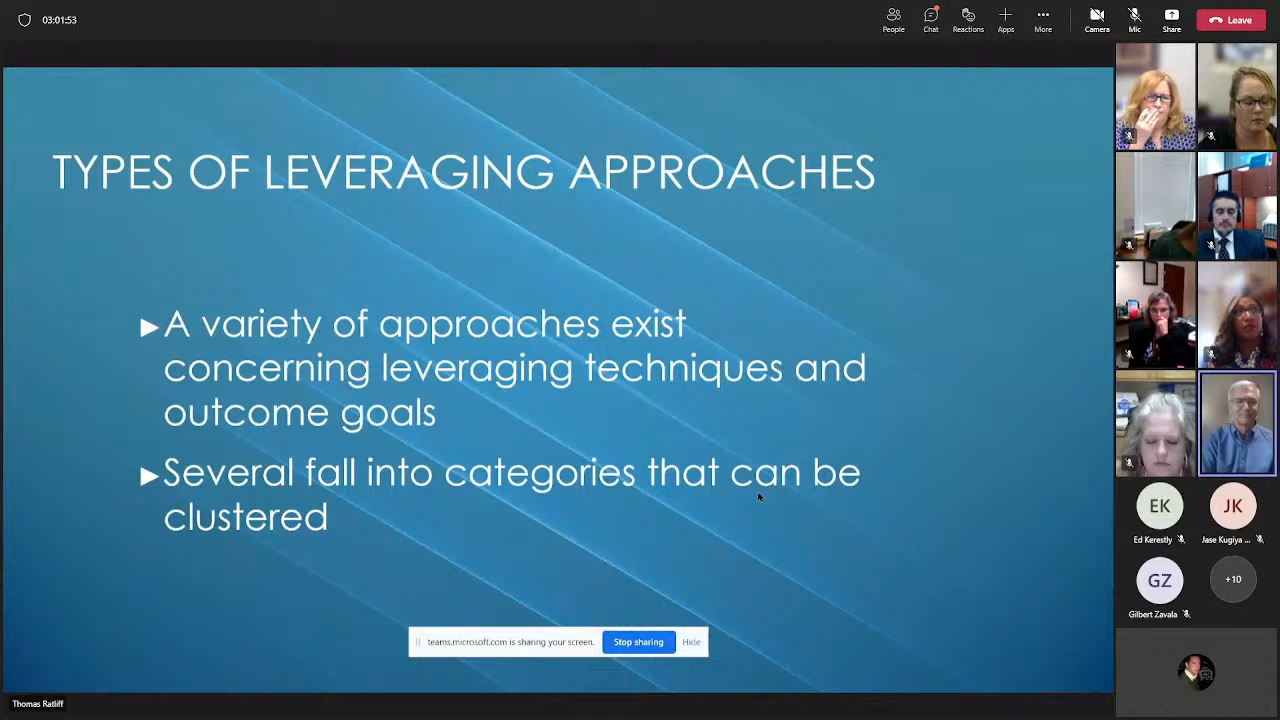 03:01:53
People
Chat
Reactions
Apps
More
Camera
Mic
Share
Leave
TYPES OF LEVERAGING APPROACHES
A variety of approaches exist
concerning leveraging techniques and
outcome goals
Several fall into categories that can be
clustered
teams.microsoft.com is sharing your screen.
Stop sharing
Hide
EK
JK
Ed Kerestly
Jase Kugiya ...
GZ
+10
Gilbert Zavala
Thomas Ratliff